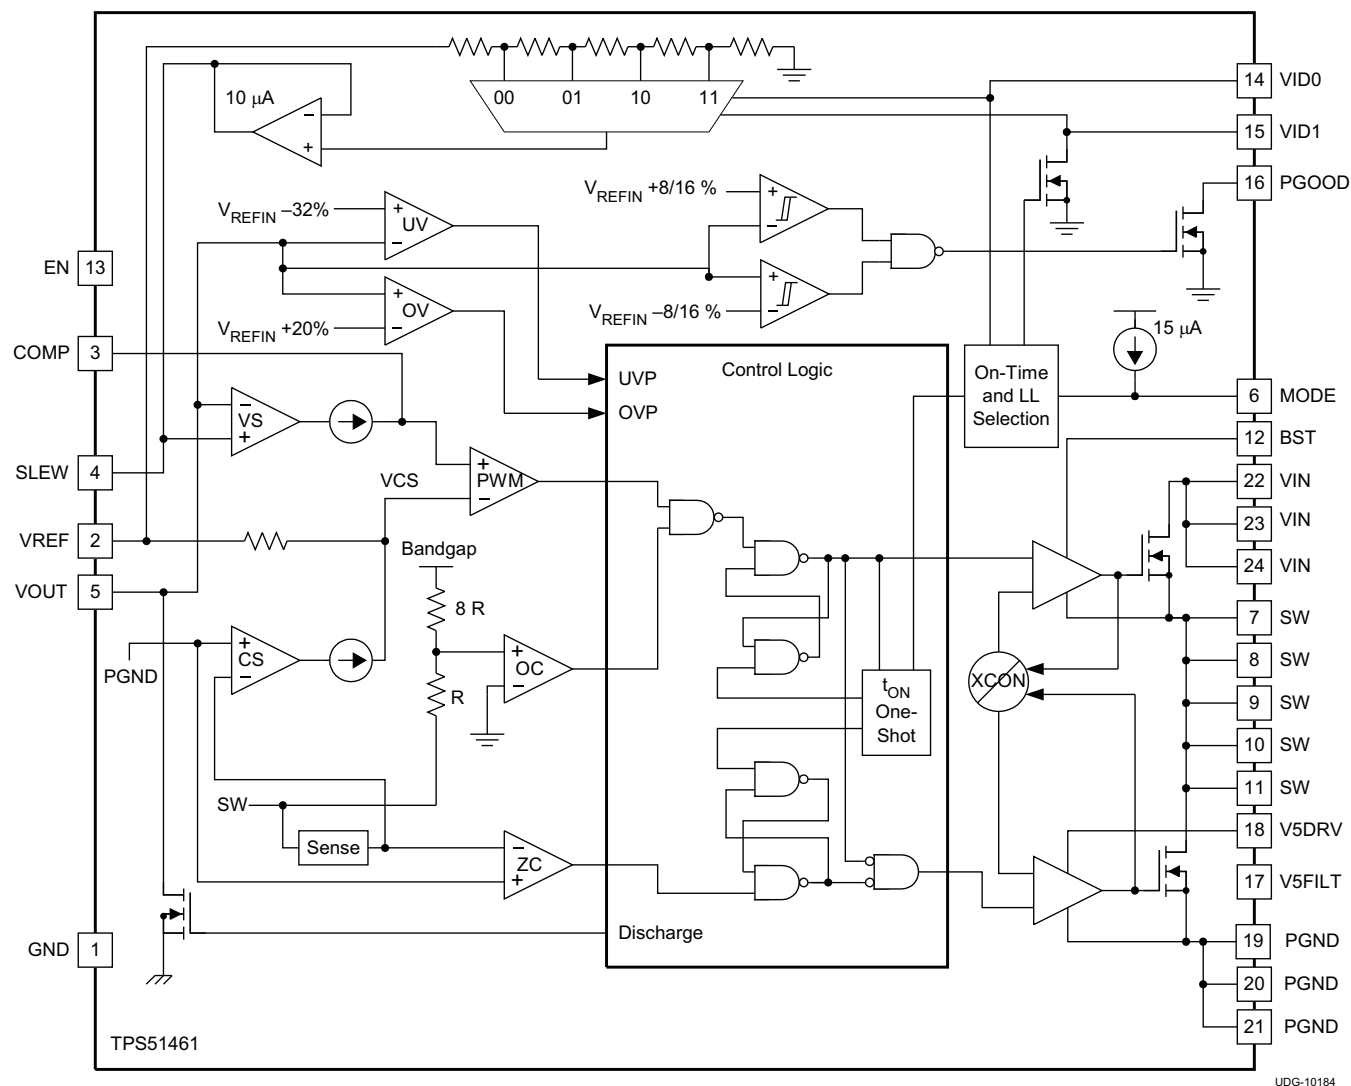 00 01 10 11
10 µA
14 VID0
15 VID1
16 PGOOD
VREFIN +8/16 %
VREFIN –32%
+
–
UV
+
–
OV
VREFIN +20%
VREFIN –8/16 %
EN 13
COMP 3
SLEW 4
VREF 2
VOUT 5
GND 1
15 µA
Control Logic
UVP
OVP
On-Time
and LL
Selection
6 MODE
12 BST
22 VIN
23 VIN
24 VIN
7 SW
8 SW
9 SW
10 SW
11 SW
18 V5DRV
17 V5FILT
19 PGND
20 PGND
21 PGND
–
VS
+
VCS
+
PWM
–
Bandgap
8 R
R
+
OC
–
PGND
+
CS
–
SW
Sense
–
ZC
+
tON
One-
Shot
XCON
Discharge
TPS51461
UDG-10184